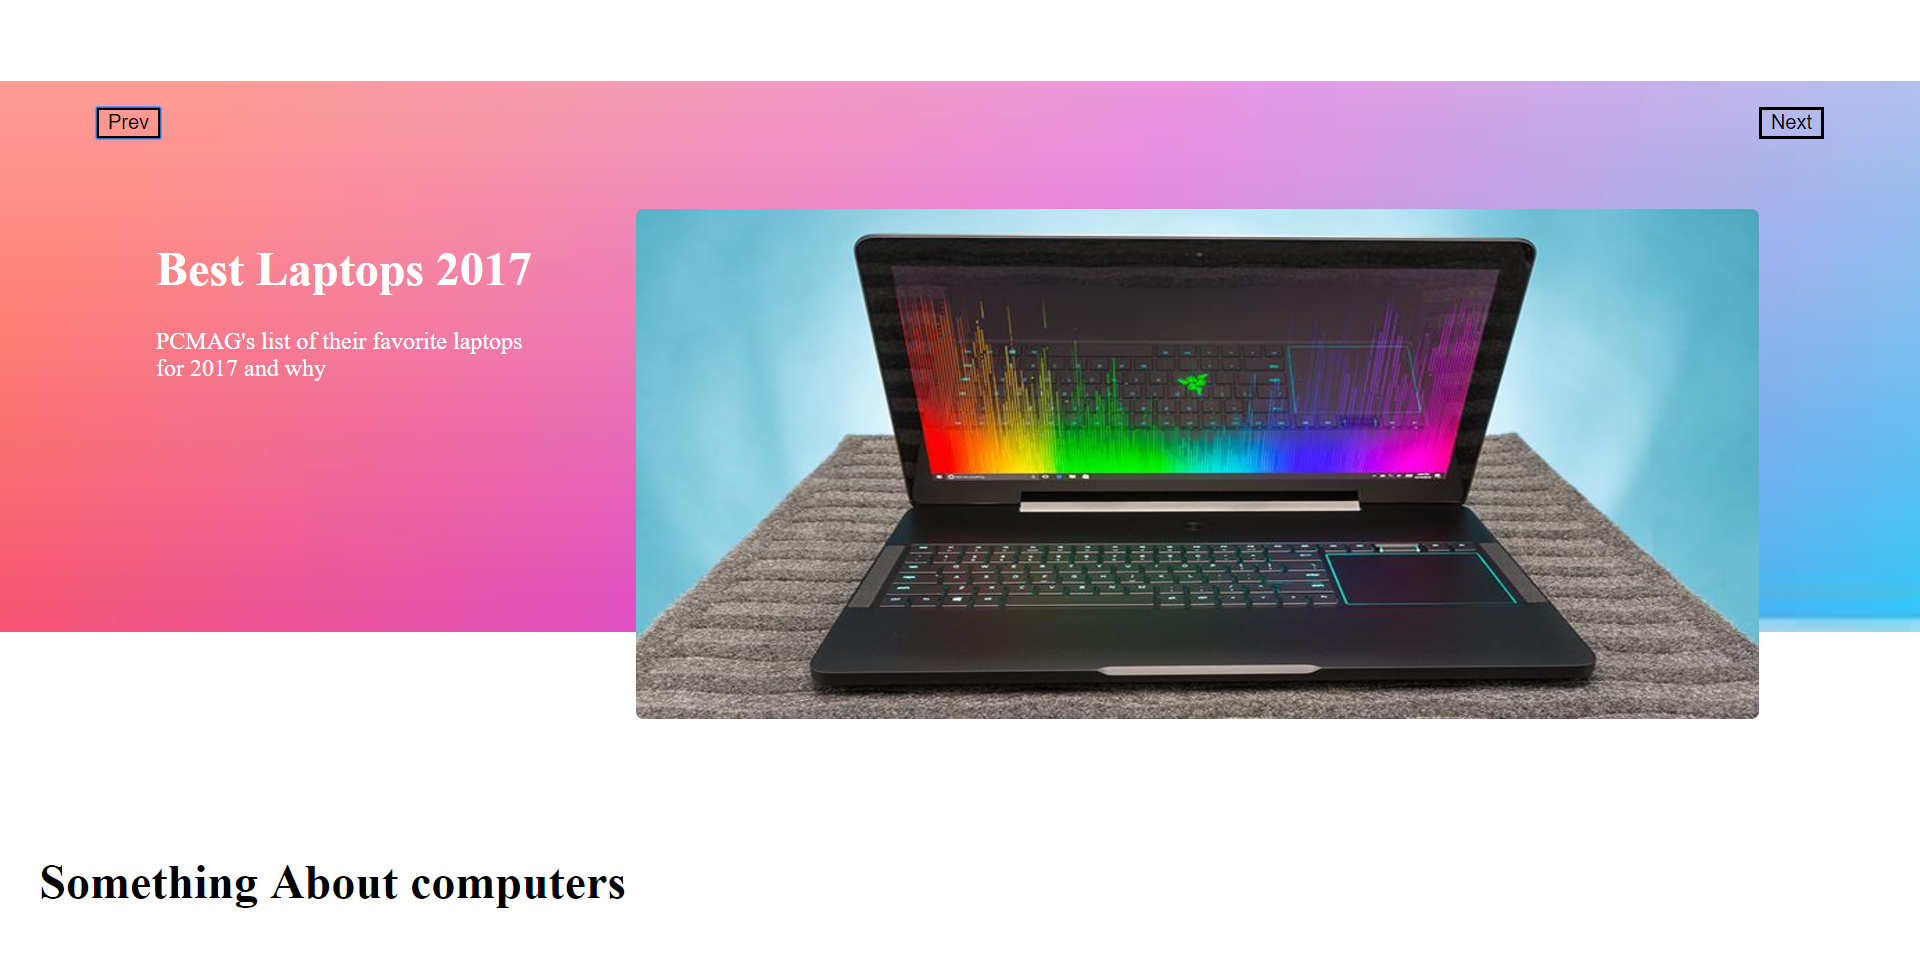 Prev
Next
Best Laptops 2017
PCMAG's list of their favorite laptops
for 2017 and why
Something About computers